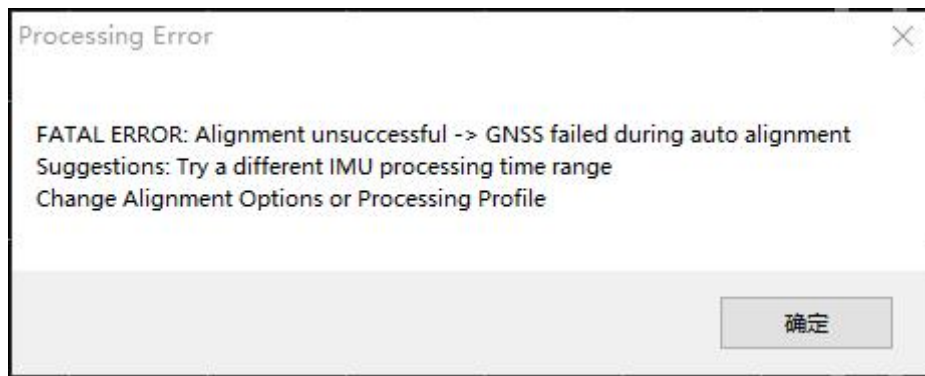 Processing Error
FATAL ERROR: Alignment unsuccessful -> GNSS failed during auto alignment
Suggestions: Try a different IMU processing time range
Change Alignment Options or Processing Profile
确定